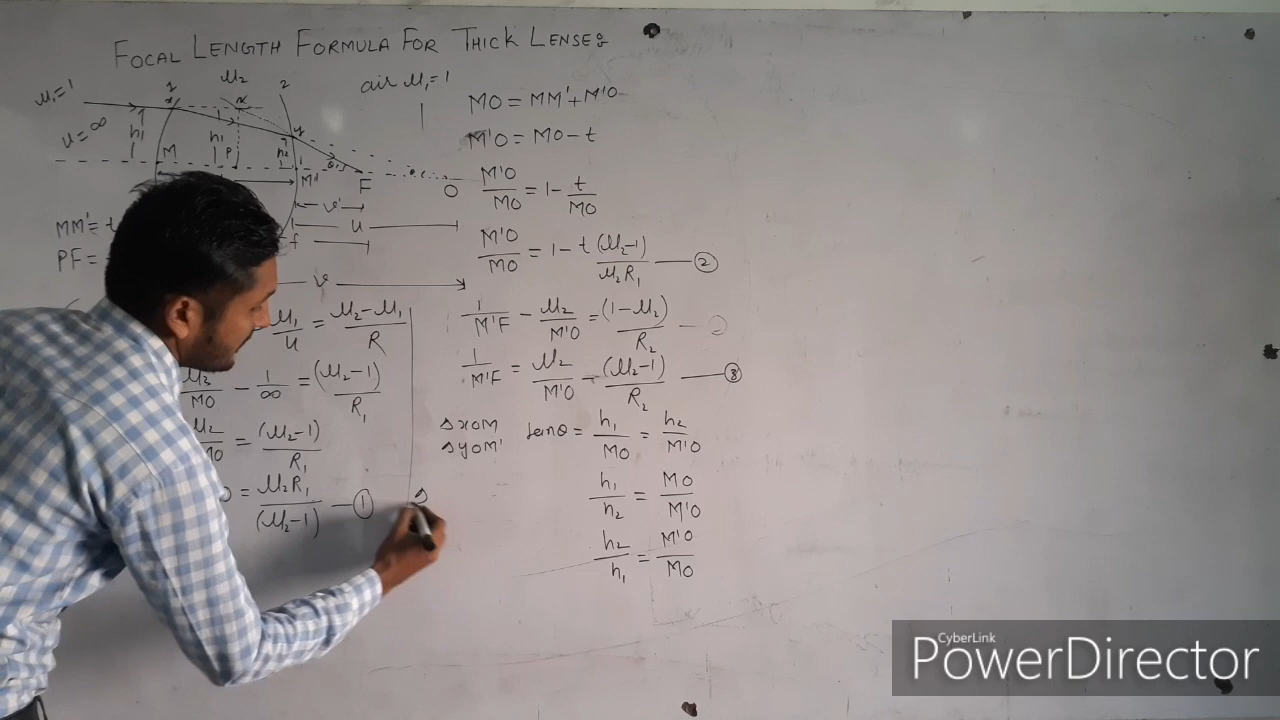 FOCAL LENGTH FORMULA FOR THICK LENSES
air μ₁=1
μ₁=1
u=∞
μ₂
1
2
x
x
y
h₁
h₁
h₂
M
P
M'
F
O
v'
u
f
v
MM'= t
PF=
μ₁/u = μ₂-μ₁/R
μ₂/MO - 1/∞ = (μ₂-1)/R₁
= (μ₂-1)/R₁
= μ₂R₁/(μ₂-1) — ①
MO = MM'+M'O
M'O = MO-t
M'O/MO = 1- t/MO
M'O/MO = 1- t (μ₂-1)/μ₂R₁ — ②
1/M'F - μ₂/M'O = (1-μ₂)/R₂
1/M'F = μ₂/M'O - (μ₂-1)/R₂ — ③
Δ xOM
Δ yOM'
tanθ = h₁/MO = h₂/M'O
h₁/h₂ = MO/M'O
h₂/h₁ = M'O/MO
Δ
CyberLink
PowerDirector